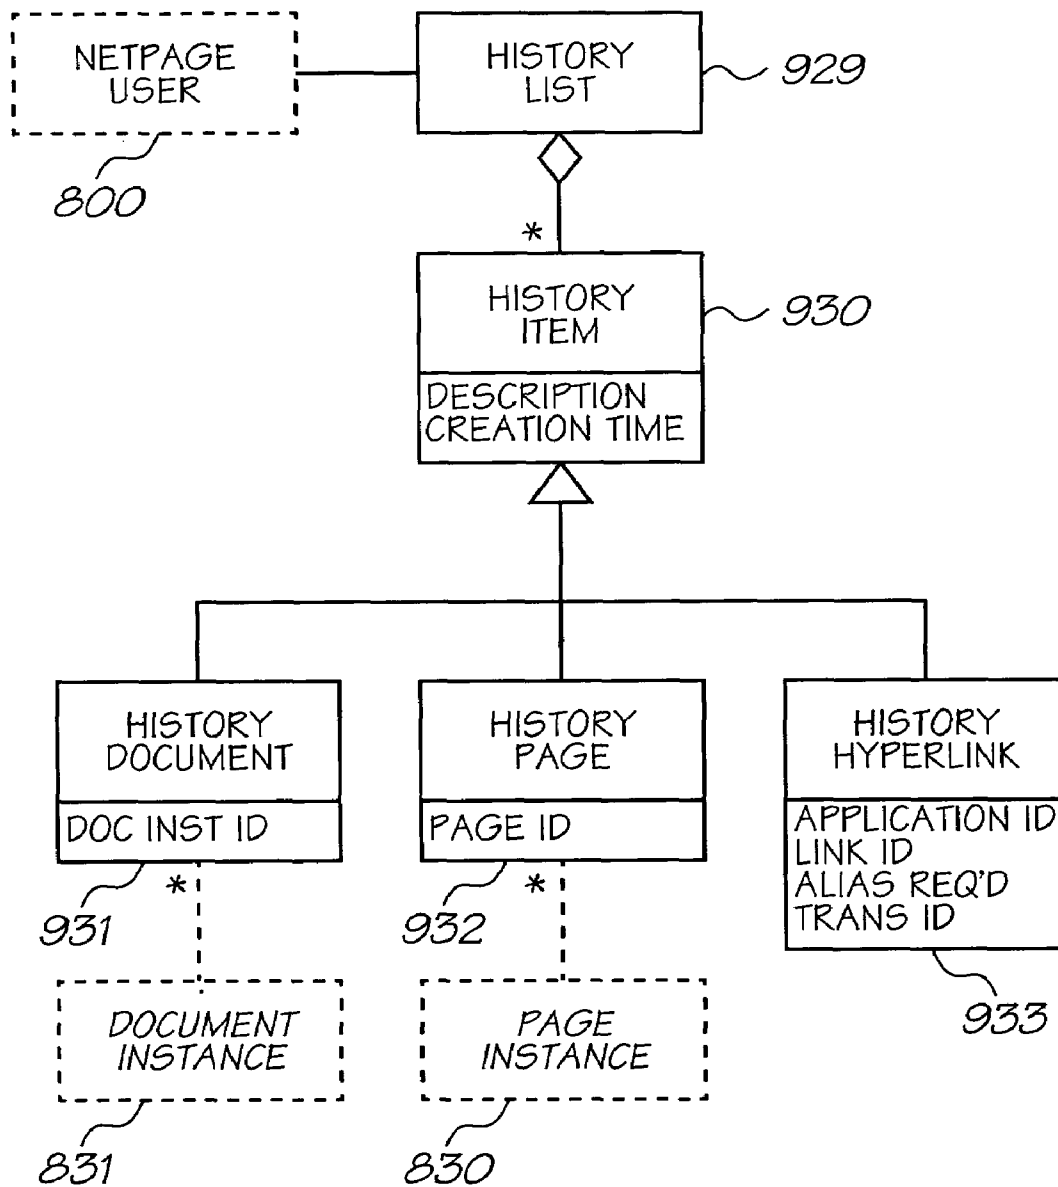 NETPAGE
USER
800
HISTORY
LIST
929
*
HISTORY
ITEM
930
DESCRIPTION
CREATION TIME
HISTORY
DOCUMENT
DOC INST ID
931
*
HISTORY
PAGE
PAGE ID
932
*
HISTORY
HYPERLINK
APPLICATION ID
LINK ID
ALIAS REQ'D
TRANS ID
933
DOCUMENT
INSTANCE
831
PAGE
INSTANCE
830